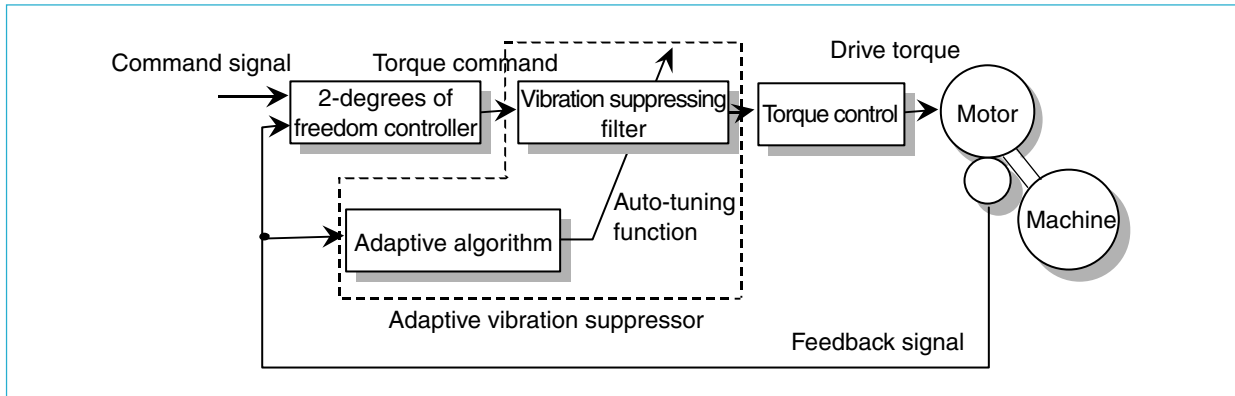 Command signal
Torque command
Drive torque
2-degrees of
freedom controller
Vibration suppressing
filter
Torque control
Motor
Machine
Auto-tuning
function
Adaptive algorithm
Adaptive vibration suppressor
Feedback signal